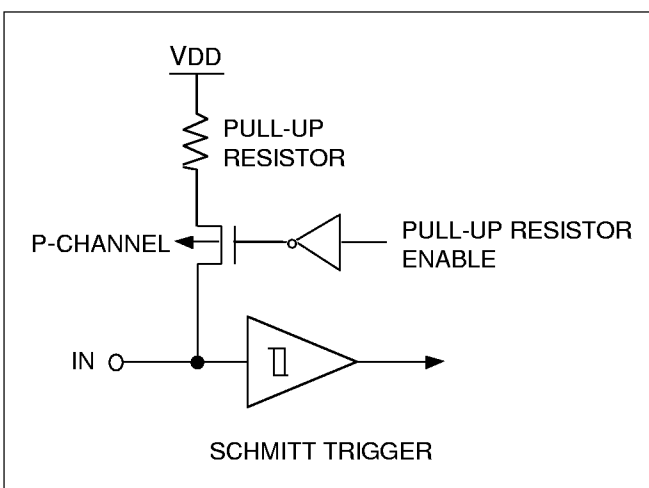 VDD
PULL-UP
RESISTOR
P-CHANNEL
PULL-UP RESISTOR
ENABLE
IN
SCHMITT TRIGGER